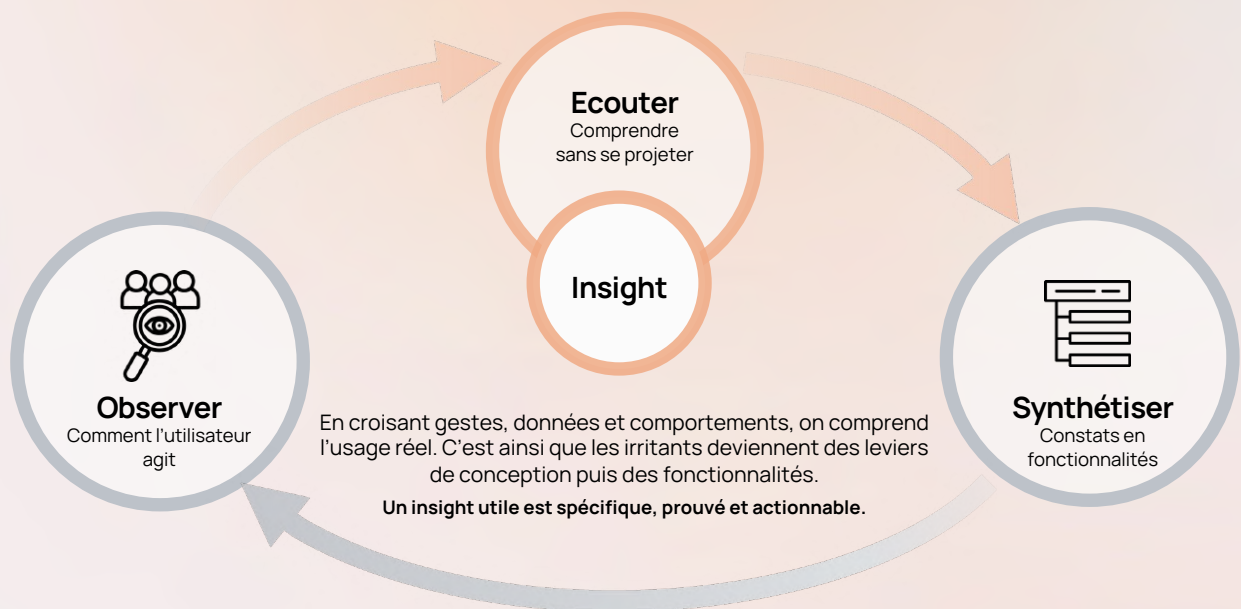 Ecouter
Comprendre
sans se projeter
Insight
Observer
Comment l’utilisateur
agit
Synthétiser
Constats en
fonctionnalités
En croisant gestes, données et comportements, on comprend
l’usage réel. C’est ainsi que les irritants deviennent des leviers
de conception puis des fonctionnalités.
Un insight utile est spécifique, prouvé et actionnable.